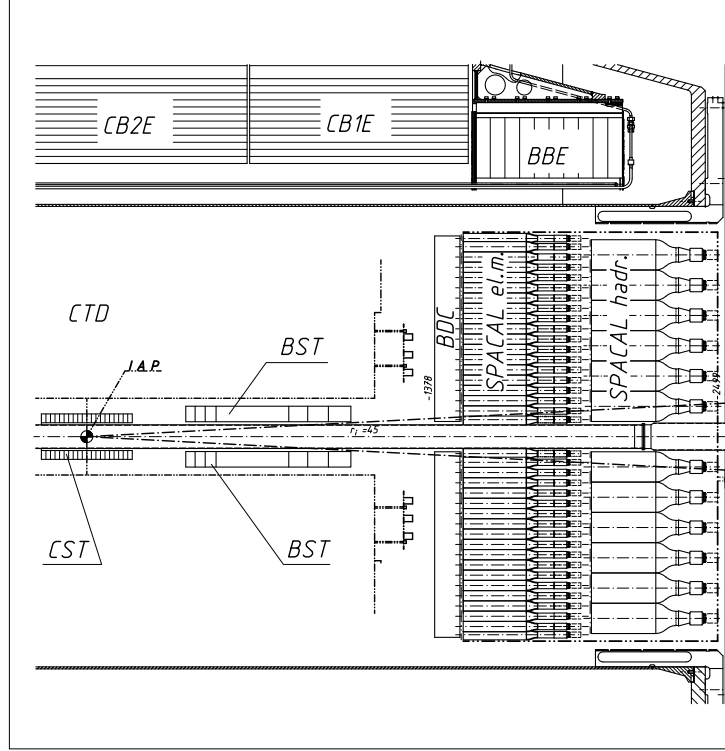 CB2E
CB1E
BBE
CTD
BST
BDC
SPACAL el.m.
SPACAL hadr.
-1378
-2499
r_i =45
CST
BST